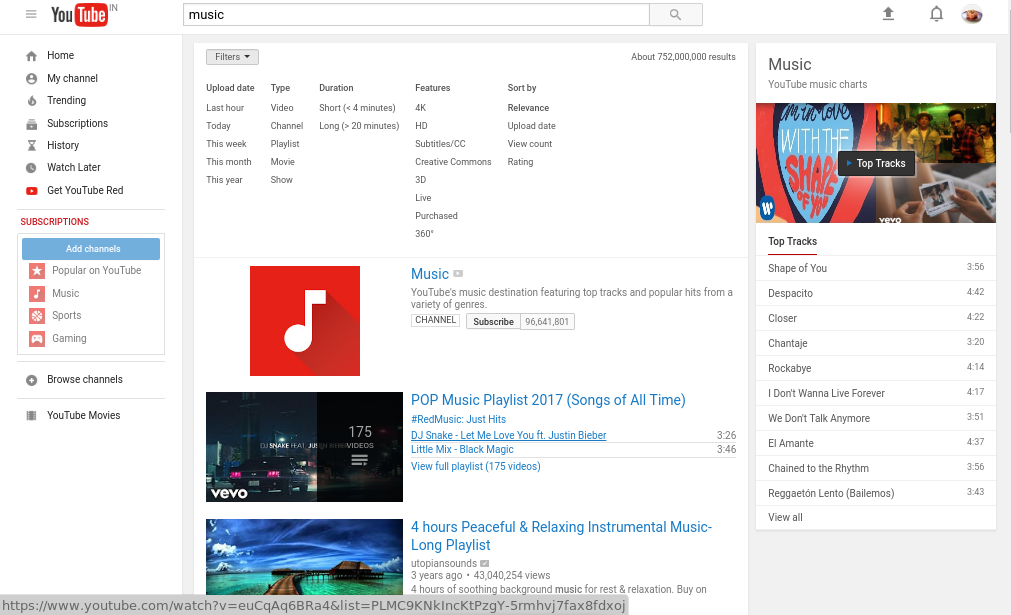 YouTube IN
music
Home
My channel
Trending
Subscriptions
History
Watch Later
Get YouTube Red
SUBSCRIPTIONS
Add channels
Popular on YouTube
Music
Sports
Gaming
Browse channels
YouTube Movies
Filters
About 752,000,000 results
Upload date
Last hour
Today
This week
This month
This year
Type
Video
Channel
Playlist
Movie
Show
Duration
Short (< 4 minutes)
Long (> 20 minutes)
Features
4K
HD
Subtitles/CC
Creative Commons
3D
Live
Purchased
360°
Sort by
Relevance
Upload date
View count
Rating
Music
YouTube's music destination featuring top tracks and popular hits from a
variety of genres.
CHANNEL Subscribe 96,641,801
175
VIDEOS
vevo
POP Music Playlist 2017 (Songs of All Time)
#RedMusic: Just Hits
DJ Snake - Let Me Love You ft. Justin Bieber 3:26
Little Mix - Black Magic 3:46
View full playlist (175 videos)
4 hours Peaceful & Relaxing Instrumental Music-
Long Playlist
utopiansounds
3 years ago • 43,040,254 views
4 hours of soothing background music for rest & relaxation. Buy on
Music
YouTube music charts
I'm in love
WITH THE
SHAPE
OF YOU
W
vevo
Top Tracks
Top Tracks
Shape of You 3:56
Despacito 4:42
Closer 4:22
Chantaje 3:20
Rockabye 4:14
I Don't Wanna Live Forever 4:17
We Don't Talk Anymore 3:51
El Amante 4:37
Chained to the Rhythm 3:56
Reggaetón Lento (Bailemos) 3:43
View all
https://www.youtube.com/watch?v=euCqAq6BRa4&list=PLMC9KNkIncKtPzgY-5rmhvj7fax8fdxoj